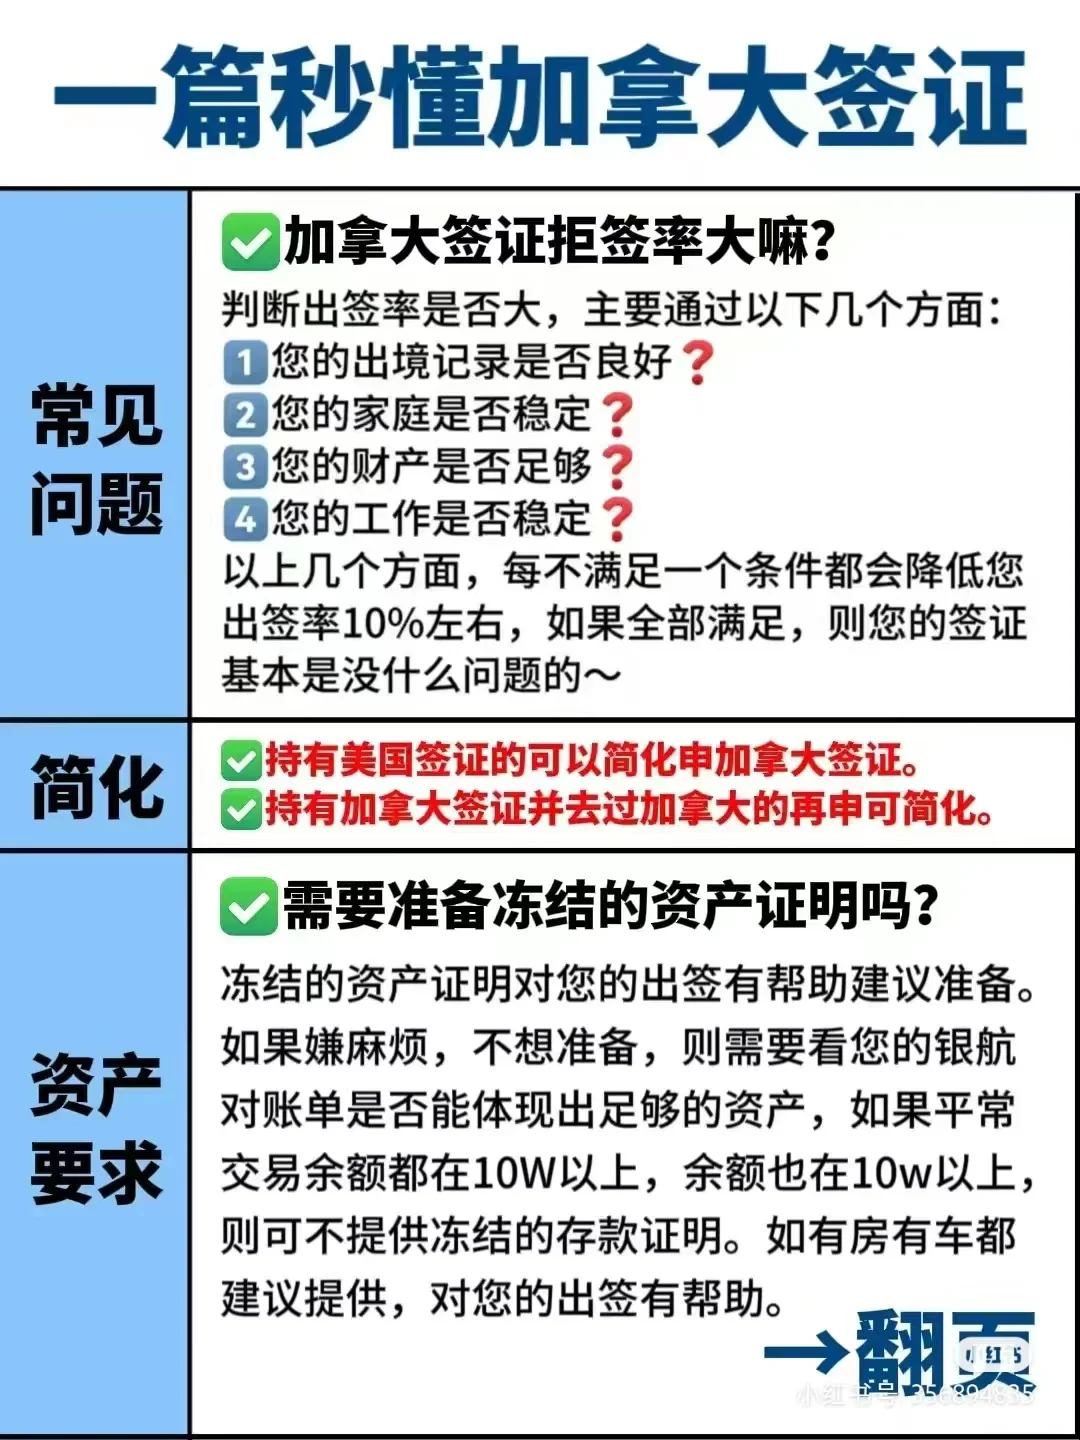 一篇秒懂加拿大签证
常见
问题
✅加拿大签证拒签率大嘛?
判断出签率是否大，主要通过以下几个方面：
1️⃣您的出境记录是否良好❓
2️⃣您的家庭是否稳定❓
3️⃣您的财产是否足够❓
4️⃣您的工作是否稳定❓
以上几个方面，每不满足一个条件都会降低您
出签率10%左右，如果全部满足，则您的签证
基本是没什么问题的～
简化
✅持有美国签证的可以简化申加拿大签证。
✅持有加拿大签证并去过加拿大的再申可简化。
资产
要求
✅需要准备冻结的资产证明吗?
冻结的资产证明对您的出签有帮助建议准备。
如果嫌麻烦，不想准备，则需要看您的银航
对账单是否能体现出足够的资产，如果平常
交易余额都在10W以上，余额也在10w以上，
则可不提供冻结的存款证明。如有房有车都
建议提供，对您的出签有帮助。
→翻页
小红书
小红书号 356894835